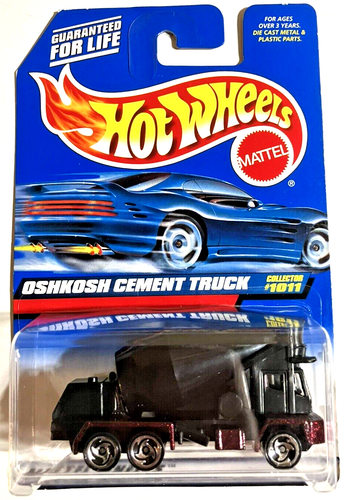 GUARANTEED
FOR LIFE
FOR AGES
OVER 3 YEARS.
DIE CAST METAL &
PLASTIC PARTS.
HOT WHEELS
MATTEL
®
OSHKOSH CEMENT TRUCK
COLLECTOR
#1011